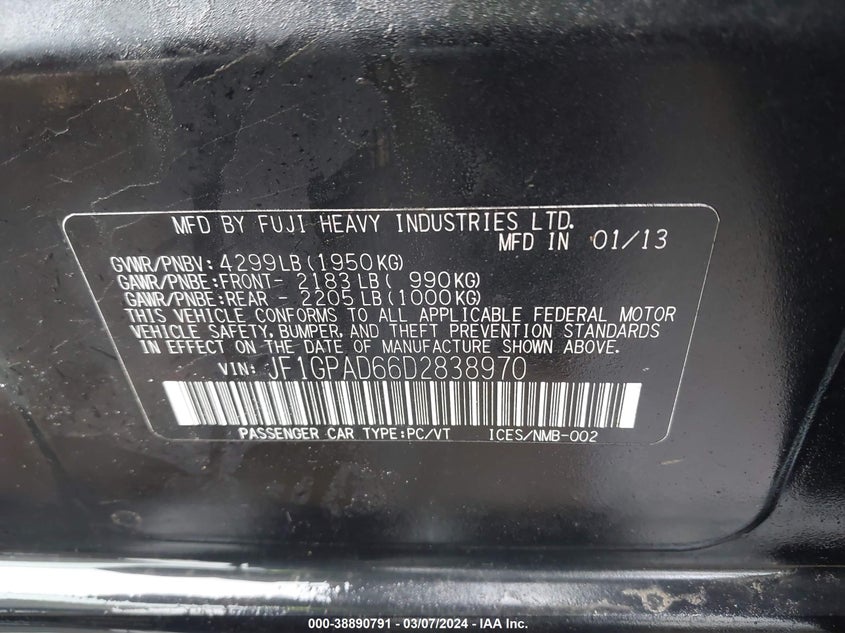 MFD BY FUJI HEAVY INDUSTRIES LTD.
MFD IN 01/13
GVWR/PNBV: 4299LB(1950KG)
GAWR/PNBE:FRONT- 2183LB( 990KG)
GAWR/PNBE:REAR - 2205LB(1000KG)
THIS VEHICLE CONFORMS TO ALL APPLICABLE FEDERAL MOTOR
VEHICLE SAFETY, BUMPER, AND THEFT PREVENTION STANDARDS
IN EFFECT ON THE DATE OF MANUFACTURE SHOWN ABOVE.
VIN: JF1GPAD66D2838970
PASSENGER CAR TYPE:PC/VT ICES/NMB-002
000-38890791 - 03/07/2024 - IAA Inc.